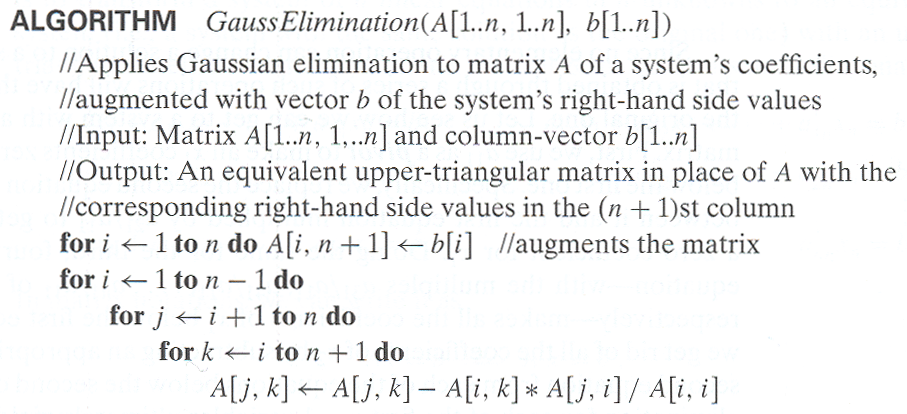 ALGORITHM GaussElimination(A[1..n, 1..n], b[1..n])
//Applies Gaussian elimination to matrix A of a system's coefficients,
//augmented with vector b of the system's right-hand side values
//Input: Matrix A[1..n, 1,..n] and column-vector b[1..n]
//Output: An equivalent upper-triangular matrix in place of A with the
//corresponding right-hand side values in the (n + 1)st column
for i ← 1 to n do A[i, n + 1] ← b[i] //augments the matrix
for i ← 1 to n − 1 do
for j ← i + 1 to n do
for k ← i to n + 1 do
A[j, k] ← A[j, k] − A[i, k] ∗ A[j, i] / A[i, i]